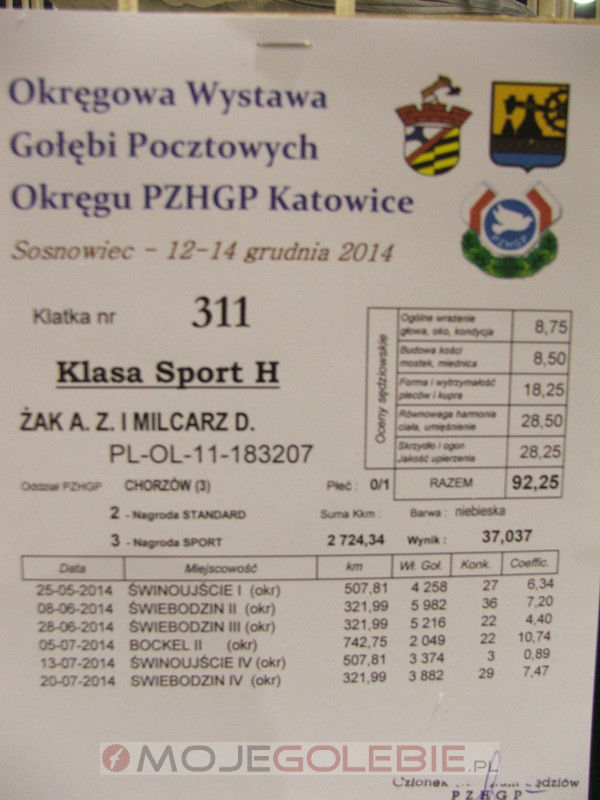 Okręgowa Wystawa
Gołębi Pocztowych
Okręgu PZHGP Katowice
PZHGP
Sosnowiec - 12-14 grudnia 2014
Klatka nr 311
Klasa Sport H
ŻAK A. Z. I MILCARZ D.
PL-OL-11-183207
Oceny sędziowskie
Ogólne wrażenie głowa, oko, kondycja 8,75
Budowa kości mostek, miednica 8,50
Forma i wytrzymałość pleców i kupra 18,25
Równowaga harmonia ciała, umięśnienie 28,50
Skrzydło i ogon Jakość upierzenia 28,25
RAZEM 92,25
Oddział PZHGP CHORZÓW (3) Płeć : 0/1
2 - Nagroda STANDARD Suma Kkm : Barwa : niebieska
3 - Nagroda SPORT 2 724,34 Wynik : 37,037
Data Miejscowość km Wł. Goł. Konk. Coeffic.
25-05-2014 ŚWINOUJŚCIE I (okr) 507,81 4 258 27 6,34
08-06-2014 ŚWIEBODZIN II (okr) 321,99 5 982 36 7,20
28-06-2014 ŚWIEBODZIN III (okr) 321,99 5 216 22 4,40
05-07-2014 BOCKEL II (okr) 742,75 2 049 22 10,74
13-07-2014 ŚWINOUJŚCIE IV (okr) 507,81 3 374 3 0,89
20-07-2014 ŚWIEBODZIN IV (okr) 321,99 3 882 29 7,47
MOJEGOLEBIE.PL
Członek
PZHGP